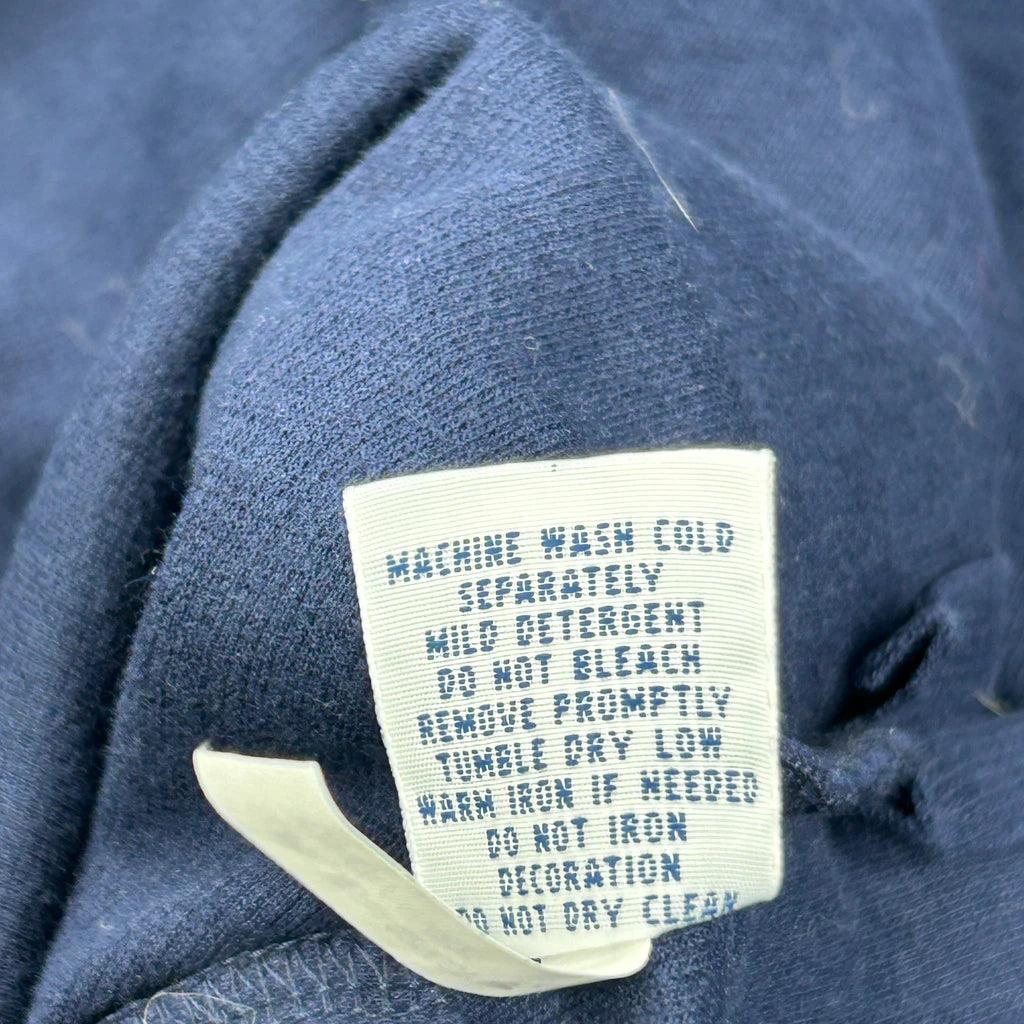 MACHINE WASH COLD
SEPARATELY
MILD DETERGENT
DO NOT BLEACH
REMOVE PROMPTLY
TUMBLE DRY LOW
WARM IRON IF NEEDED
DO NOT IRON
DECORATION
DO NOT DRY CLEAN